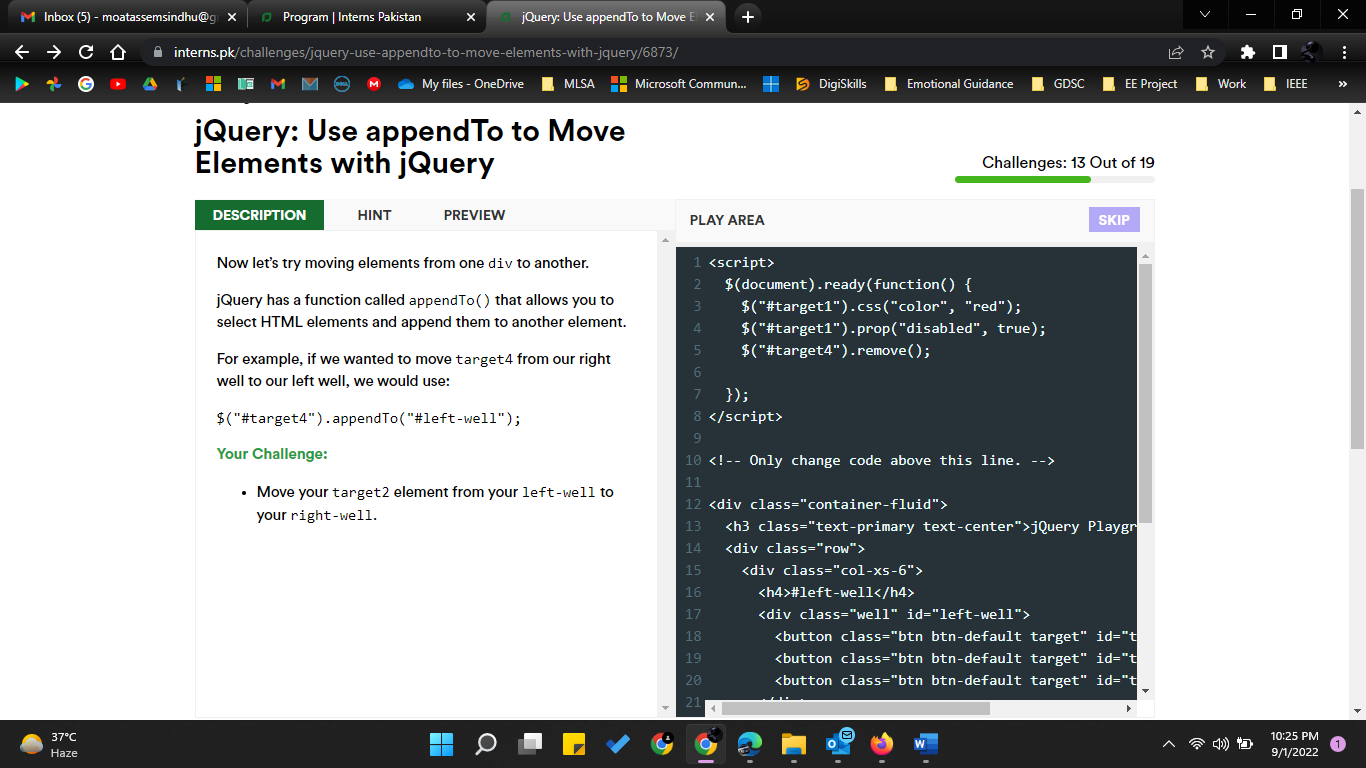 Inbox (5) - moatassemsindhu@g
Program | Interns Pakistan
jQuery: Use appendTo to Move E
interns.pk/challenges/jquery-use-appendto-to-move-elements-with-jquery/6873/
My files - OneDrive
MLSA
Microsoft Commun...
DigiSkills
Emotional Guidance
GDSC
EE Project
Work
IEEE
jQuery: Use appendTo to Move
Elements with jQuery
Challenges: 13 Out of 19
DESCRIPTION
HINT
PREVIEW
Now let's try moving elements from one div to another.
jQuery has a function called appendTo() that allows you to
select HTML elements and append them to another element.
For example, if we wanted to move target4 from our right
well to our left well, we would use:
$("#target4").appendTo("#left-well");
Your Challenge:
• Move your target2 element from your left-well to
your right-well.
PLAY AREA
SKIP
1 <script>
2 $(document).ready(function() {
3 $("#target1").css("color", "red");
4 $("#target1").prop("disabled", true);
5 $("#target4").remove();
6
7 });
8 </script>
9
10 <!-- Only change code above this line. -->
11
12 <div class="container-fluid">
13 <h3 class="text-primary text-center">jQuery Playgr
14 <div class="row">
15 <div class="col-xs-6">
16 <h4>#left-well</h4>
17 <div class="well" id="left-well">
18 <button class="btn btn-default target" id="t
19 <button class="btn btn-default target" id="t
20 <button class="btn btn-default target" id="t
21
37°C
Haze
10:25 PM
9/1/2022
1